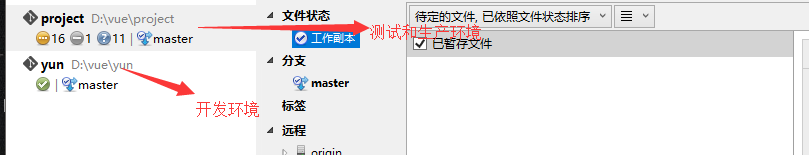 project D:\vue\project
16 1 11 | master
yun D:\vue\yun
| master
开发环境
文件状态
工作副本
分支
master
标签
远程
origin
测试和生产环境
待定的文件, 已依照文件状态排序
已暂存文件